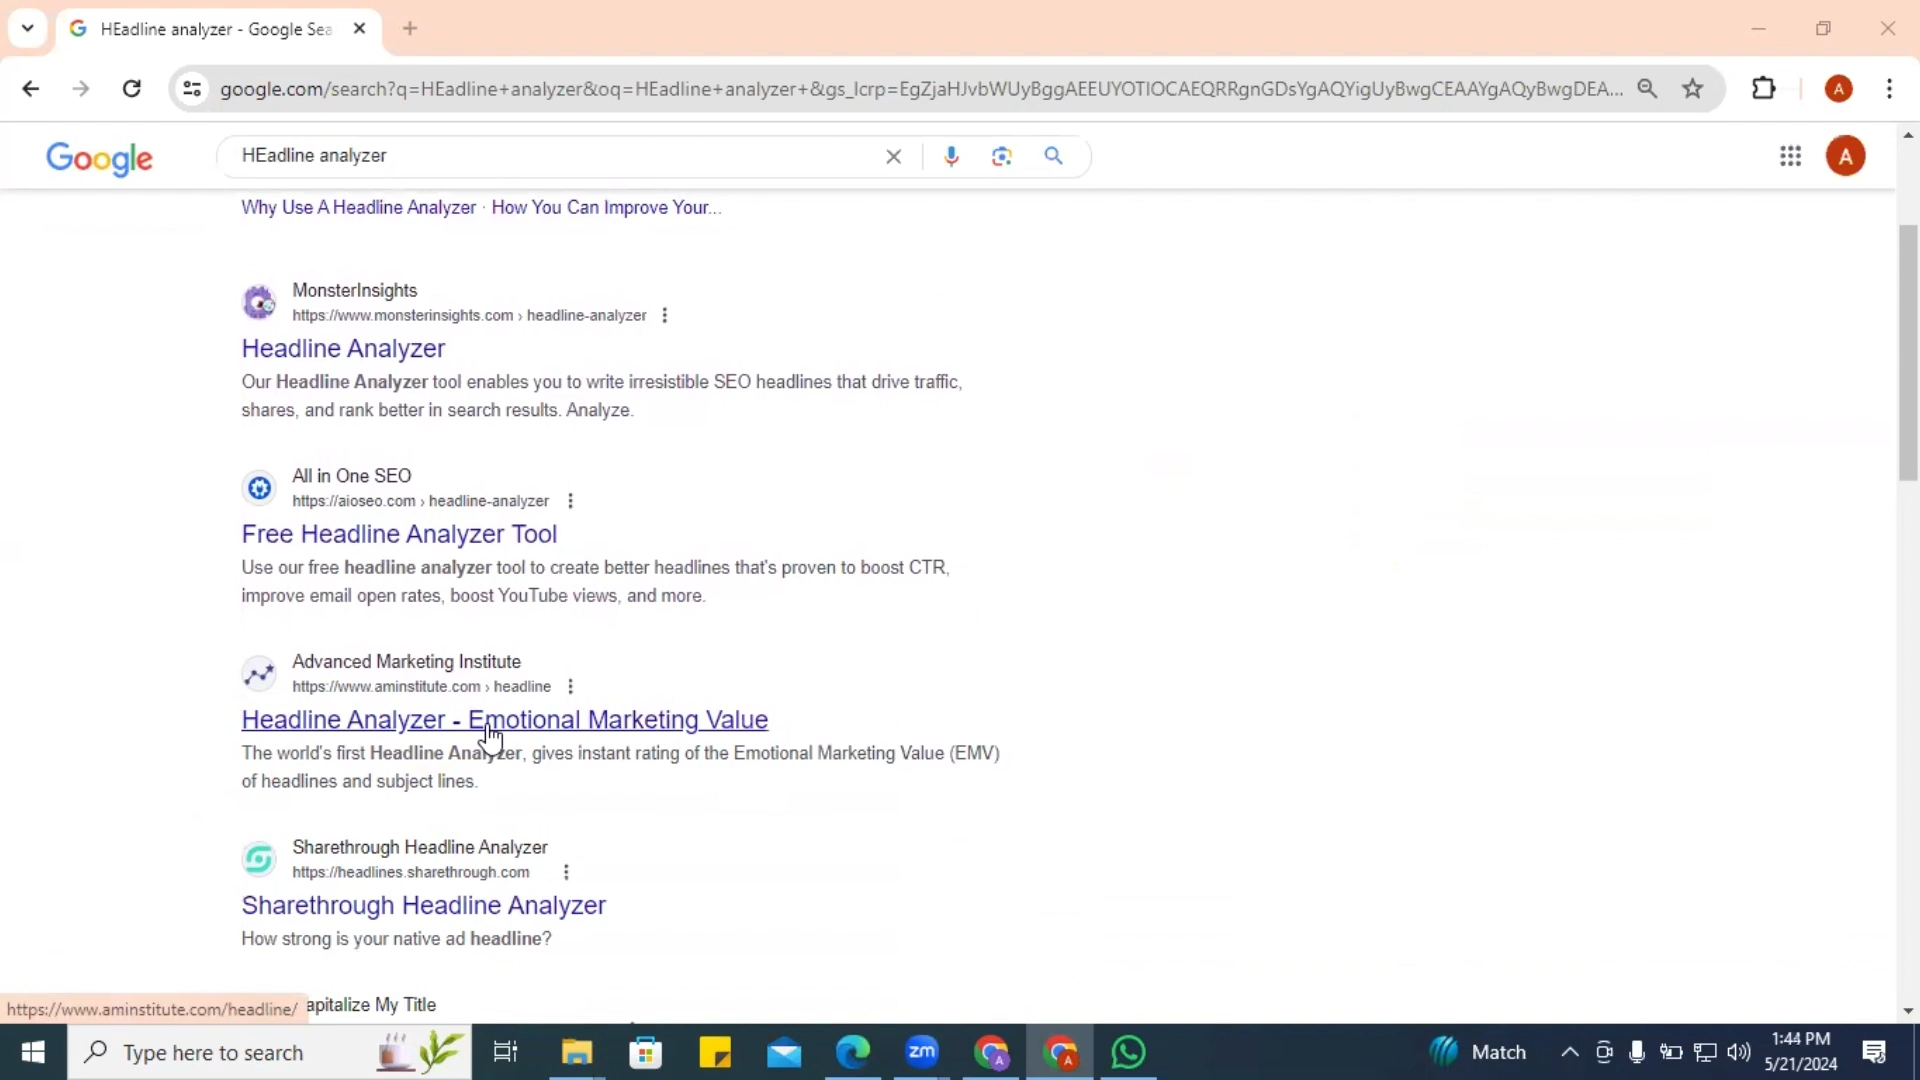 HEadline analyzer - Google Sea
google.com/search?q=HEadline+analyzer&oq=HEadline+analyzer+&gs_lcrp=EgZjaHJvbWUyBggAEEUYOTIOCAEQRRgnGDsYgAQYigUyBwgCEAAYgAQyBwgDEA...
A
Google
HEadline analyzer
A
Why Use A Headline Analyzer · How You Can Improve Your...
MonsterInsights
https://www.monsterinsights.com › headline-analyzer
Headline Analyzer
Our Headline Analyzer tool enables you to write irresistible SEO headlines that drive traffic,
shares, and rank better in search results. Analyze.
All in One SEO
https://aioseo.com › headline-analyzer
Free Headline Analyzer Tool
Use our free headline analyzer tool to create better headlines that's proven to boost CTR,
improve email open rates, boost YouTube views, and more.
Advanced Marketing Institute
https://www.aminstitute.com › headline
Headline Analyzer - Emotional Marketing Value
The world's first Headline Analyzer, gives instant rating of the Emotional Marketing Value (EMV)
of headlines and subject lines.
Sharethrough Headline Analyzer
https://headlines.sharethrough.com
Sharethrough Headline Analyzer
How strong is your native ad headline?
apitalize My Title
https://www.aminstitute.com/headline/
Type here to search
zm
A
A
Match
1:44 PM
5/21/2024